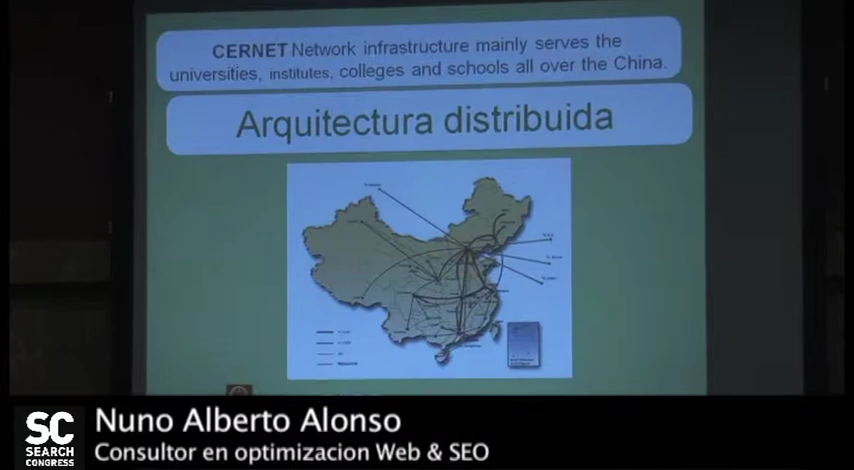 CERNET Network infrastructure mainly serves the
universities, institutes, colleges and schools all over the China.
Arquitectura distribuida
SC
SEARCH
CONGRESS
Nuno Alberto Alonso
Consultor en optimizacion Web & SEO